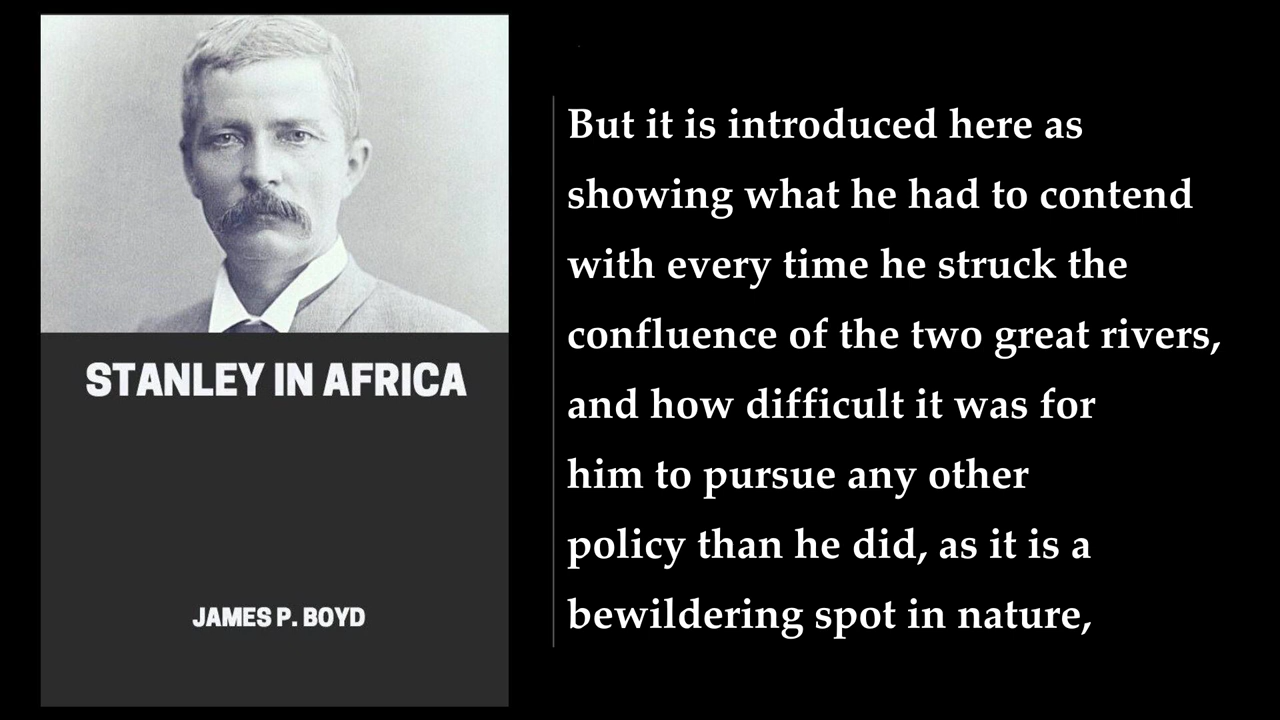 STANLEY IN AFRICA
JAMES P. BOYD
But it is introduced here as
showing what he had to contend
with every time he struck the
confluence of the two great rivers,
and how difficult it was for
him to pursue any other
policy than he did, as it is a
bewildering spot in nature,